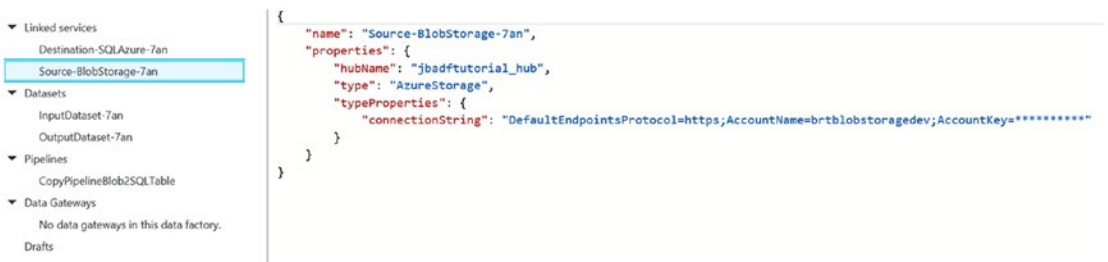 Linked services
Destination-SQLAzure-7an
Source-BlobStorage-7an
Datasets
InputDataset-7an
OutputDataset-7an
Pipelines
CopyPipelineBlob2SQLTable
Data Gateways
No data gateways in this data factory.
Drafts
{
"name": "Source-BlobStorage-7an",
"properties": {
"hubName": "jbadftutorial_hub",
"type": "AzureStorage",
"typeProperties": {
"connectionString": "DefaultEndpointsProtocol=https;AccountName=brtblobstoragedev;AccountKey=**********"
}
}
}